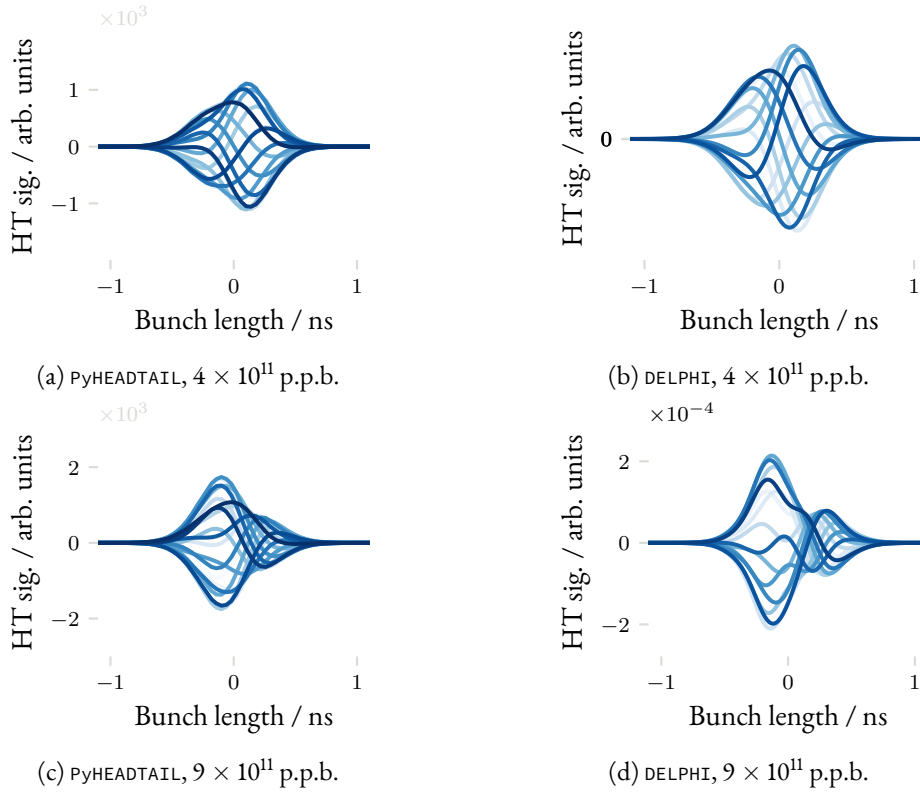 ×10³
HT sig. / arb. units
1
0
−1
−1 0 1
Bunch length / ns
(a) PyHEADTAIL, 4 × 10¹¹ p.p.b.
HT sig. / arb. units
0
−1 0 1
Bunch length / ns
(b) DELPHI, 4 × 10¹¹ p.p.b.
×10³
HT sig. / arb. units
2
0
−2
−1 0 1
Bunch length / ns
(c) PyHEADTAIL, 9 × 10¹¹ p.p.b.
×10⁻⁴
HT sig. / arb. units
2
0
−2
−1 0 1
Bunch length / ns
(d) DELPHI, 9 × 10¹¹ p.p.b.